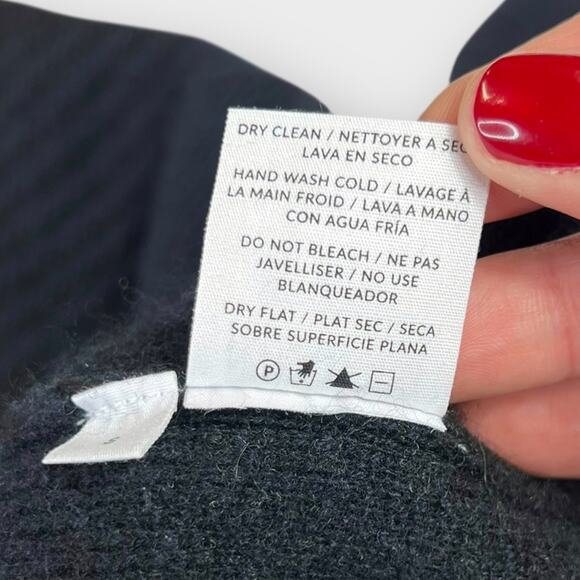 DRY CLEAN / NETTOYER A SEC
LAVA EN SECO
HAND WASH COLD / LAVAGE À
LA MAIN FROID / LAVA A MANO
CON AGUA FRÍA
DO NOT BLEACH / NE PAS
JAVELLISER / NO USE
BLANQUEADOR
DRY FLAT / PLAT SEC / SECA
SOBRE SUPERFICIE PLANA
P
S